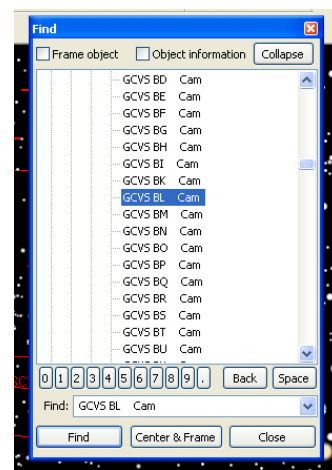 Find
Frame object Object information Collapse
GCVS BD Cam
GCVS BE Cam
GCVS BF Cam
GCVS BG Cam
GCVS BH Cam
GCVS BI Cam
GCVS BK Cam
GCVS BL Cam
GCVS BM Cam
GCVS BN Cam
GCVS BO Cam
GCVS BP Cam
GCVS BQ Cam
GCVS BR Cam
GCVS BS Cam
GCVS BT Cam
GCVS BU Cam
0 1 2 3 4 5 6 7 8 9 . Back Space
Find: GCVS BL Cam
Find Center & Frame Close